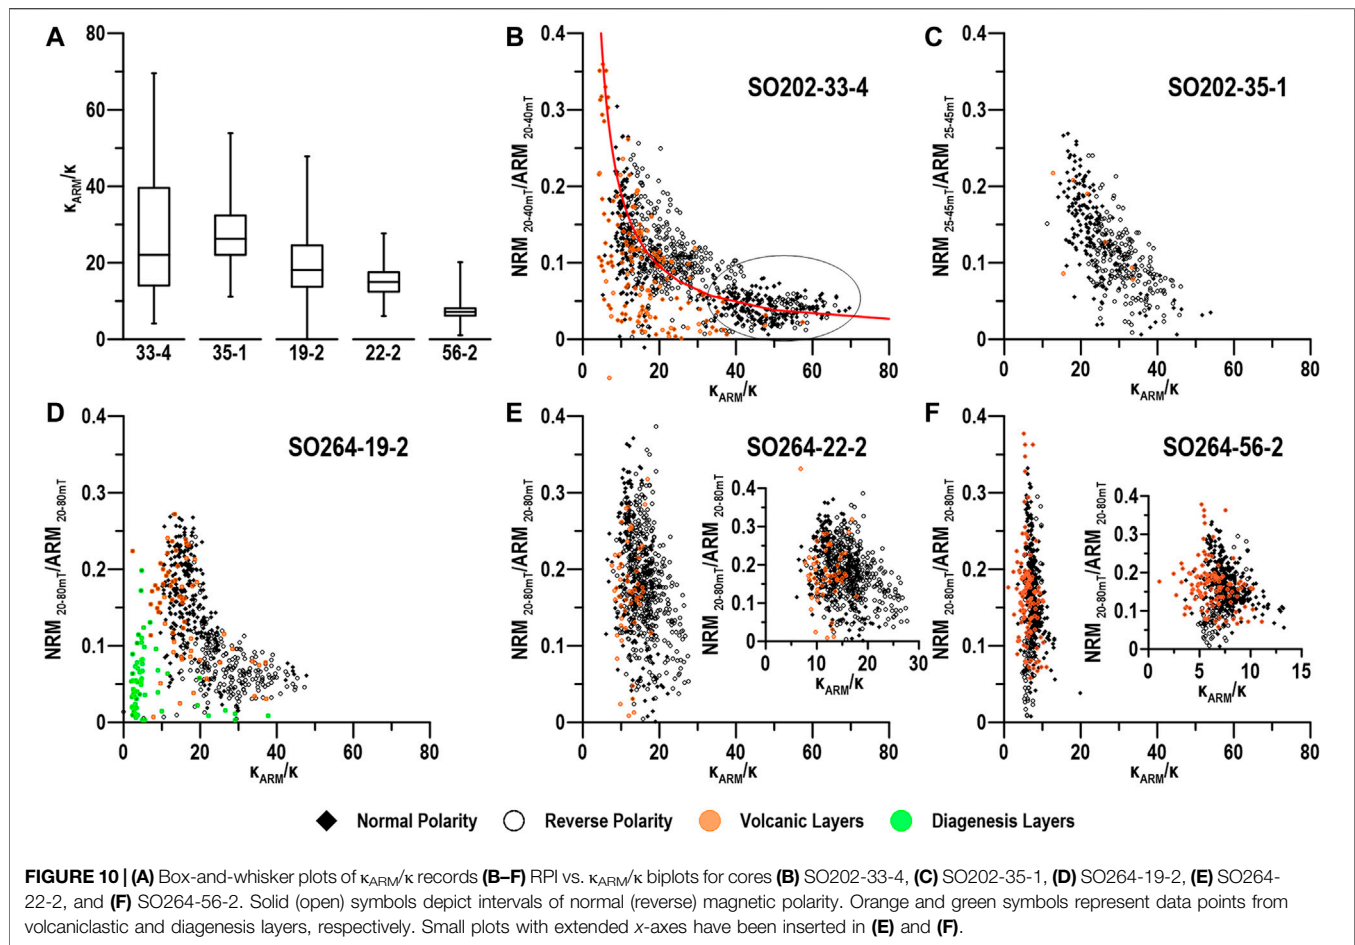 A
80
60
40
20
0
κARM/κ
33-4 35-1 19-2 22-2 56-2
B
0.4
0.3
0.2
0.1
0
NRM 20-40mT/ARM 20-40mT
SO202-33-4
0 20 40 60 80
κARM/κ
C
0.4
0.3
0.2
0.1
0
NRM 25-45mT/ARM 25-45mT
SO202-35-1
0 20 40 60 80
κARM/κ
D
0.4
0.3
0.2
0.1
0
NRM 20-80mT/ARM 20-80mT
SO264-19-2
0 20 40 60 80
κARM/κ
E
0.4
0.3
0.2
0.1
0
NRM 20-80mT/ARM 20-80mT
SO264-22-2
0.4
0.3
0.2
0.1
0
NRM 20-80mT/ARM 20-80mT
0 10 20 30
κARM/κ
0 20 40 60 80
κARM/κ
F
0.4
0.3
0.2
0.1
0
NRM 20-80mT/ARM 20-80mT
SO264-56-2
0.4
0.3
0.2
0.1
0
NRM 20-80mT/ARM 20-80mT
0 5 10 15
κARM/κ
0 20 40 60 80
κARM/κ
Normal Polarity Reverse Polarity Volcanic Layers Diagenesis Layers
FIGURE 10 | (A) Box-and-whisker plots of κARM/κ records (B–F) RPI vs. κARM/κ biplots for cores (B) SO202-33-4, (C) SO202-35-1, (D) SO264-19-2, (E) SO264-
22-2, and (F) SO264-56-2. Solid (open) symbols depict intervals of normal (reverse) magnetic polarity. Orange and green symbols represent data points from
volcaniclastic and diagenesis layers, respectively. Small plots with extended x-axes have been inserted in (E) and (F).